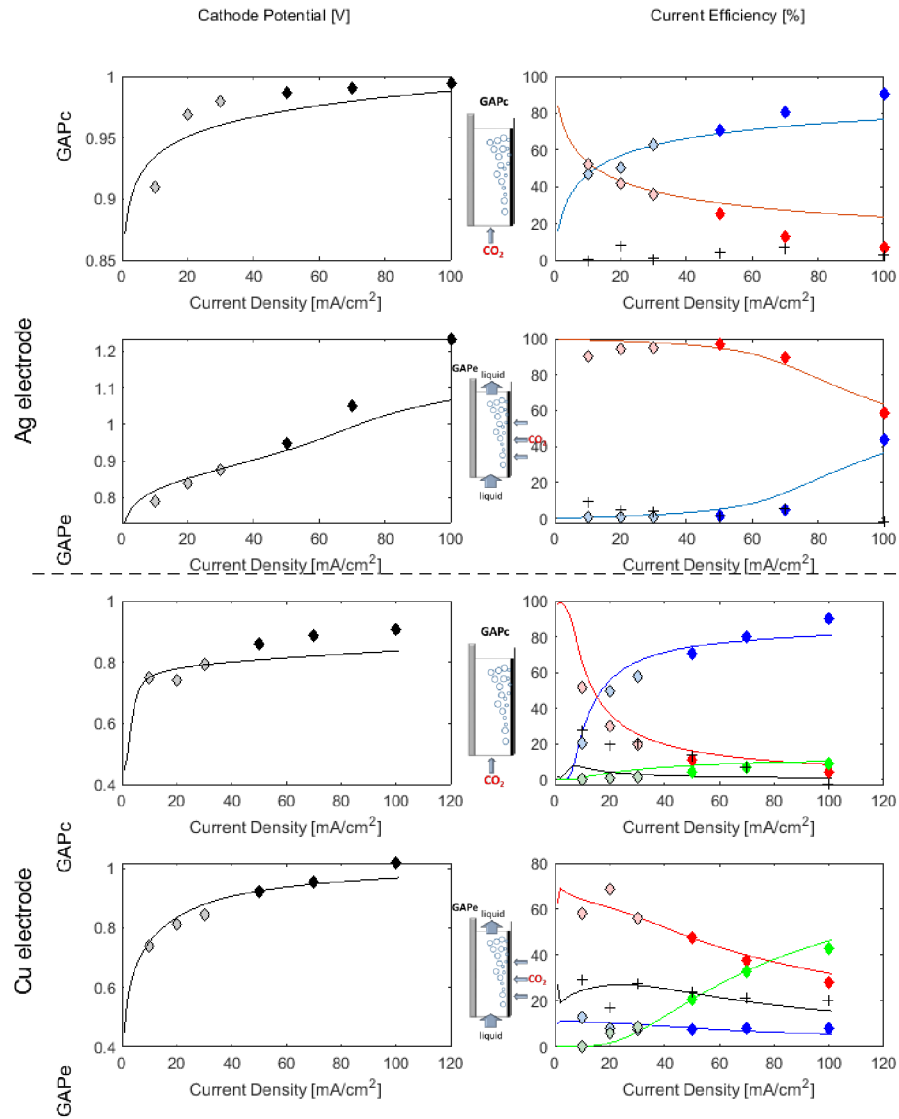 Cathode Potential [V]
Current Efficiency [%]
GAPc
1
0.95
0.9
0.85
0 20 40 60 80 100
Current Density [mA/cm²]
GAPc
CO₂
100
80
60
40
20
0
0 20 40 60 80 100
Current Density [mA/cm²]
Ag electrode
GAPe
1.2
1.1
1
0.9
0.8
0 20 40 60 80 100
Current Density [mA/cm²]
GAPe
liquid
CO₂
liquid
100
80
60
40
20
0
0 20 40 60 80 100
Current Density [mA/cm²]
GAPc
1
0.8
0.6
0.4
0 20 40 60 80 100 120
Current Density [mA/cm²]
GAPc
CO₂
100
80
60
40
20
0
0 20 40 60 80 100 120
Current Density [mA/cm²]
Cu electrode
GAPe
1
0.8
0.6
0.4
0 20 40 60 80 100 120
Current Density [mA/cm²]
GAPe
liquid
CO₂
liquid
80
60
40
20
0
0 20 40 60 80 100 120
Current Density [mA/cm²]